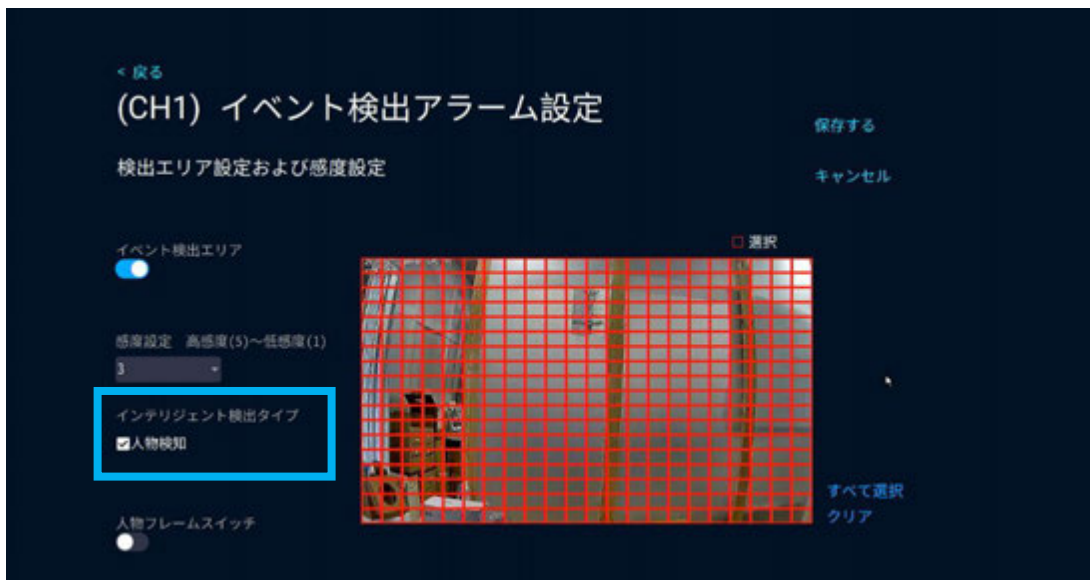 < 戻る
(CH1) イベント検出アラーム設定
保存する
検出エリア設定および感度設定
キャンセル
選択
イベント検出エリア
感度設定 高感度(5)～低感度(1)
3
インテリジェント検出タイプ
人物検知
すべて選択
クリア
人物フレームスイッチ